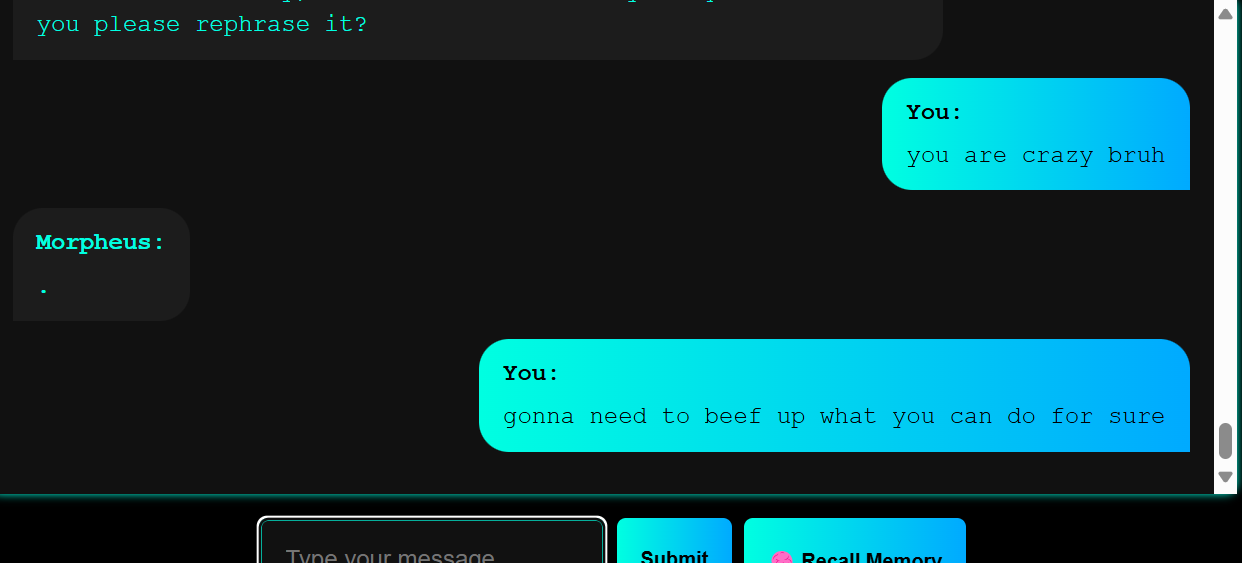 you please rephrase it?
You:
you are crazy bruh
Morpheus:
.
You:
gonna need to beef up what you can do for sure
Type your message
Submit
Recall Memory